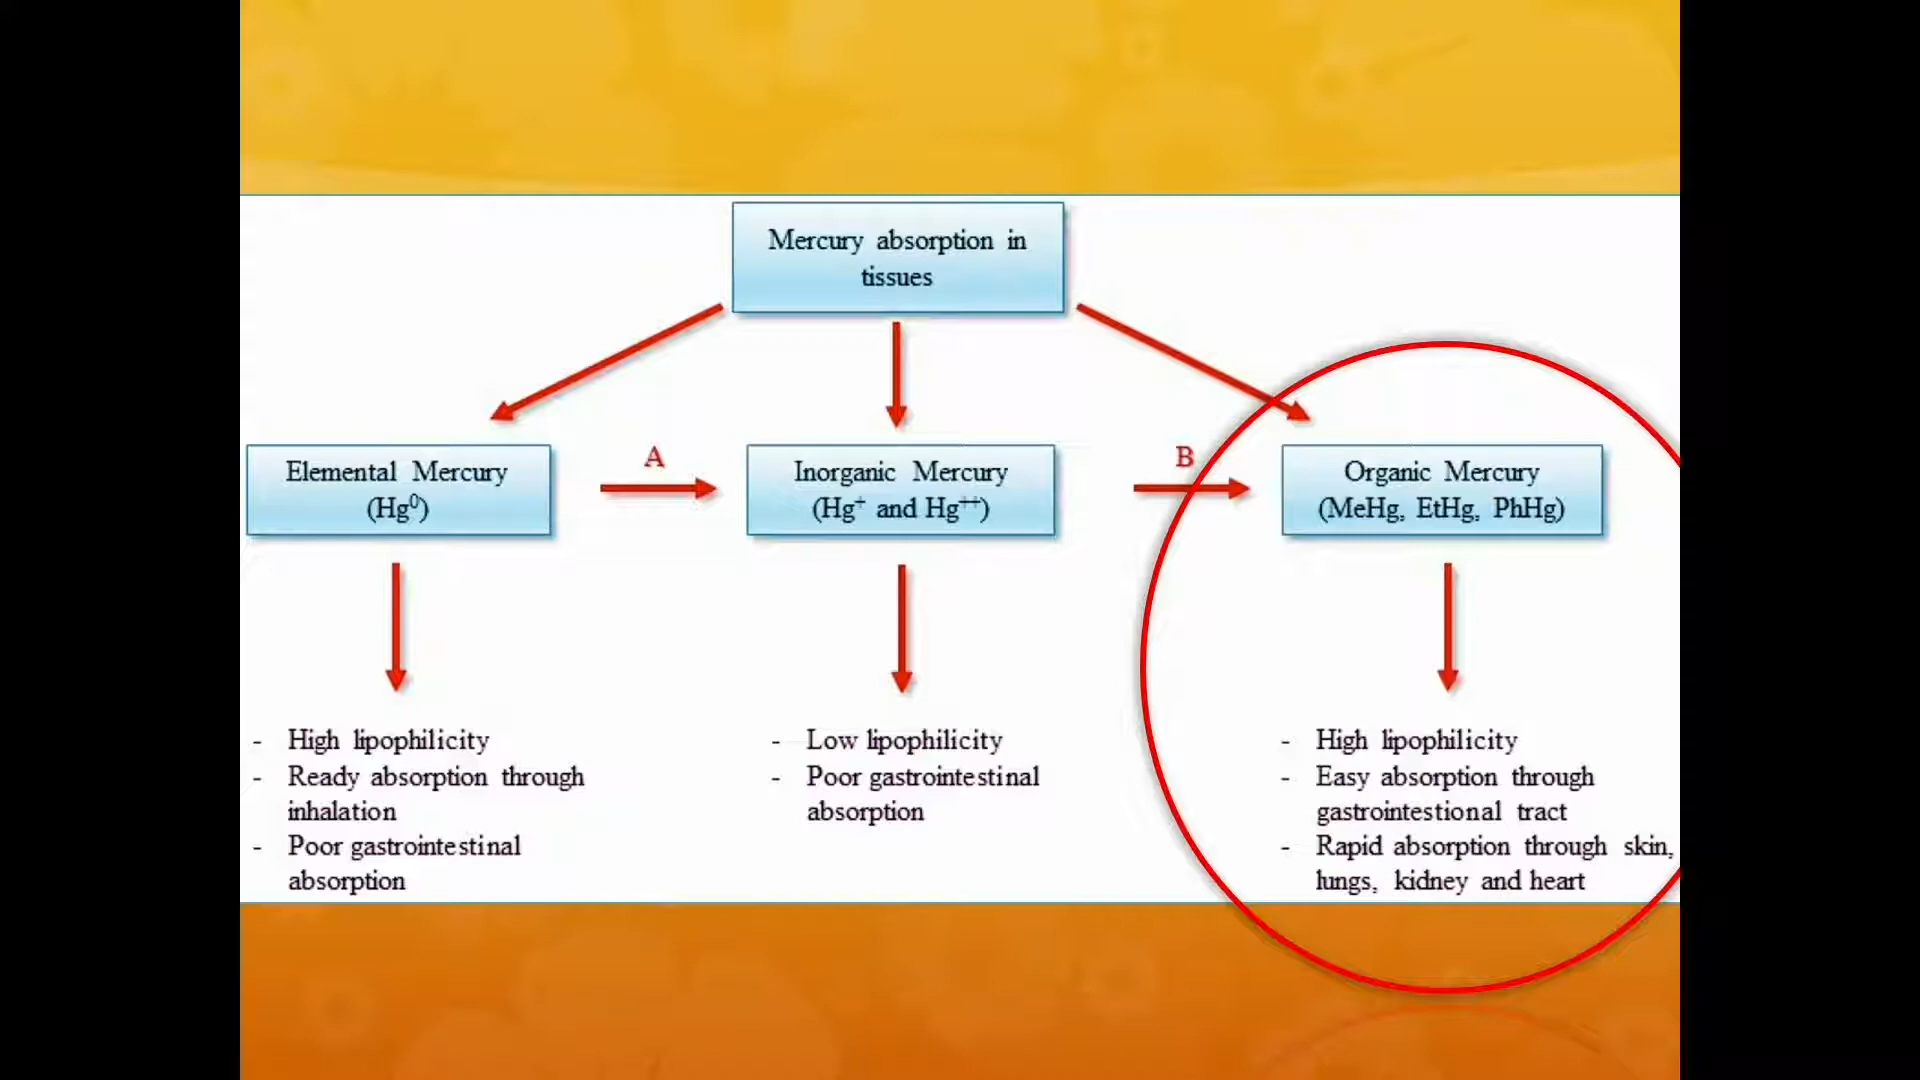 Mercury absorption in
tissues
A
B
Elemental Mercury
(Hg⁰)
Inorganic Mercury
(Hg⁺ and Hg⁺⁺)
Organic Mercury
(MeHg, EtHg, PhHg)
- High lipophilicity
- Ready absorption through
inhalation
- Poor gastrointestinal
absorption
- Low lipophilicity
- Poor gastrointestinal
absorption
- High lipophilicity
- Easy absorption through
gastrointestional tract
- Rapid absorption through skin,
lungs, kidney and heart